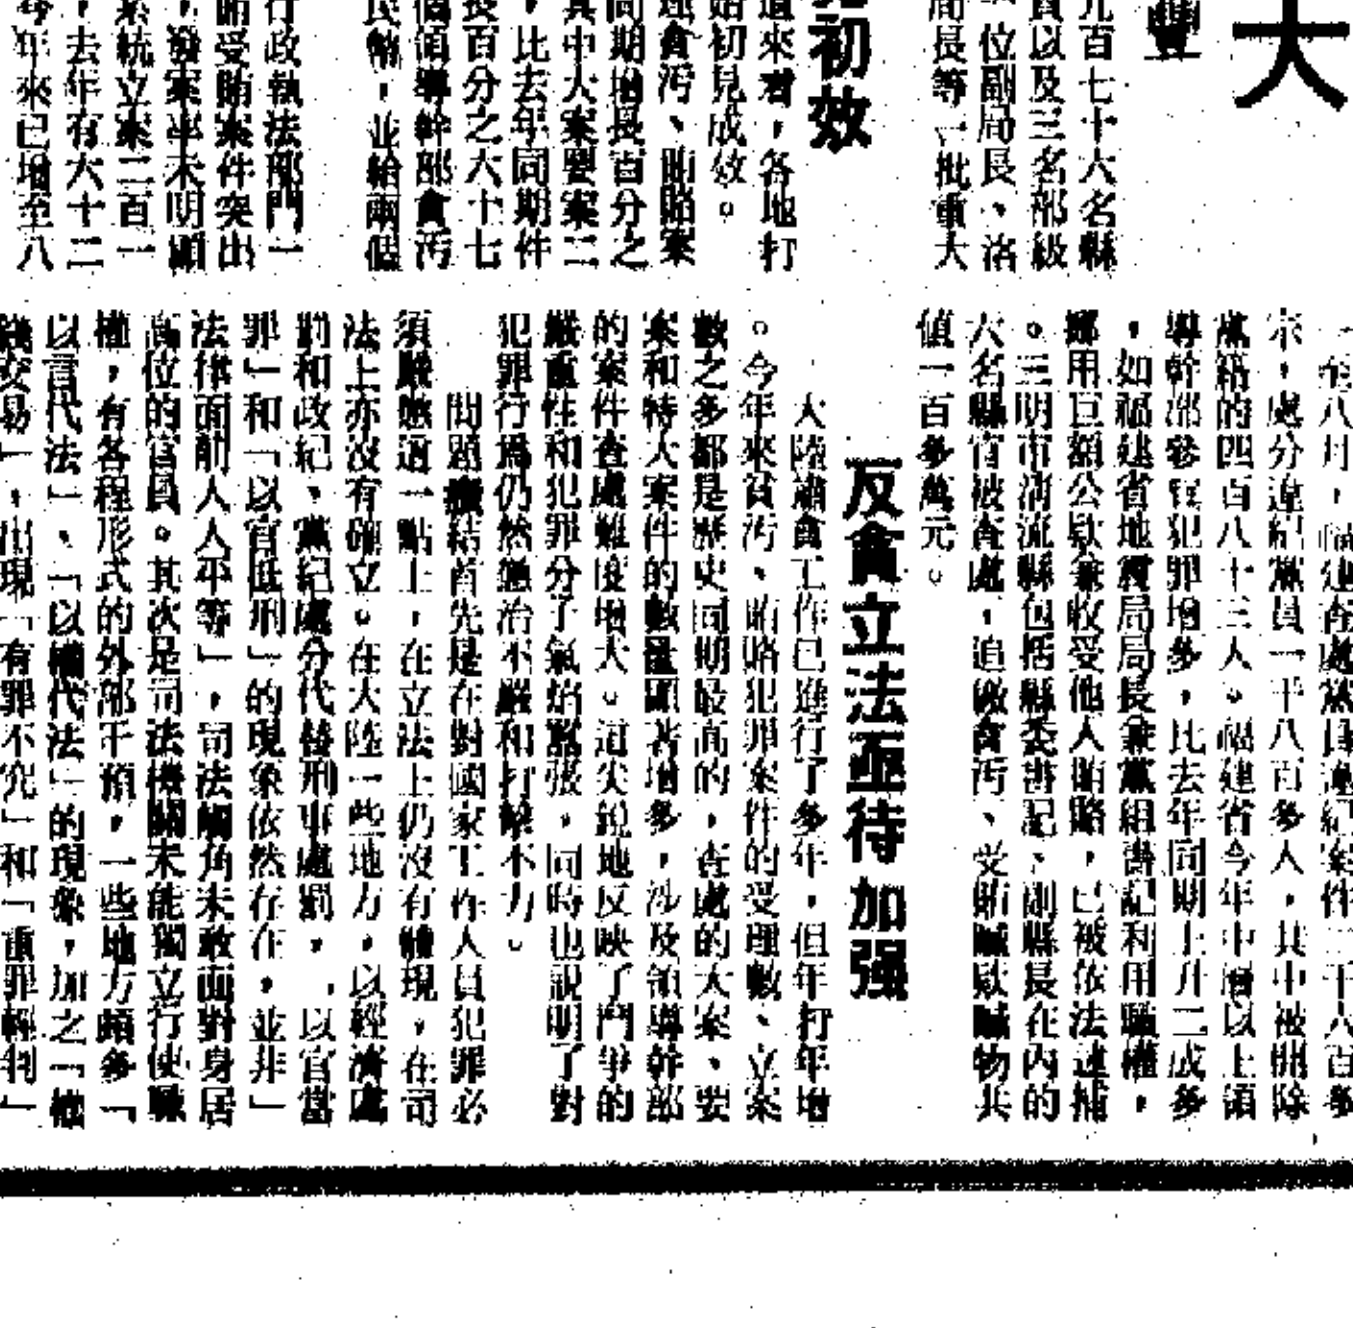 大
九百七十六名縣
員以及三名部級
一位副局長、洛
局長等一批重大
初效
道來看,各地打
始初見成效。
理貪污、賄賂案
同期增長百分之
其中大案要案二
,比去年同期件
長百分之六十七
個領導幹部貪污
民幣,並給兩個
行政執法部門一
賄受賄案件突出
,發案率未明顯
系統立案二百一
,去年有六十二
年來已增至八
一至八月,福建查處黨員違紀案件二千六百多
宗,處分違紀黨員一千八百多人,其中被開除
黨籍的四百八十三人。福建省今年中層以上領
導幹部參與犯罪增多,比去年同期上升二成多
,如福建省地質局局長兼黨組書記利用職權,
挪用巨額公款兼收受他人賄賂,已被依法逮捕
。三明市清流縣包括縣委書記、副縣長在內的
六名縣官被查處,追繳貪污、受賄贓款贓物共
值一百多萬元。
反貪立法亟待加强
大陸肅貪工作已進行了多年,但年打年增
。今年來貪污、賄賂犯罪案件的受理數、立案
數之多都是歷史同期最高的,查處的大案、要
案和特大案件的數量顯著增多,涉及領導幹部
的案件查處難度增大。這尖銳地反映了鬥爭的
嚴重性和犯罪分子氣焰囂張,同時也說明了對
犯罪行爲仍然懲治不嚴和打擊不力。
問題癥結首先是在對國家工作人員犯罪必
須嚴懲這一點上,在立法上仍沒有體現,在司
法上亦沒有確立。在大陸一些地方,以經濟處
罰和政紀、黨紀處分代替刑事處罰,「以官當
罪」和「以官抵刑」的現象依然存在,並非「
法律面前人人平等」,司法觸角未敢面對身居
高位的官員。其次是司法機關未能獨立行使職
權,有各程形式的外部干預,一些地方頗多「
以言代法」、「以權代法」的現象,加之「權
錢交易」,出現「有罪不究」和「重罪輕判」